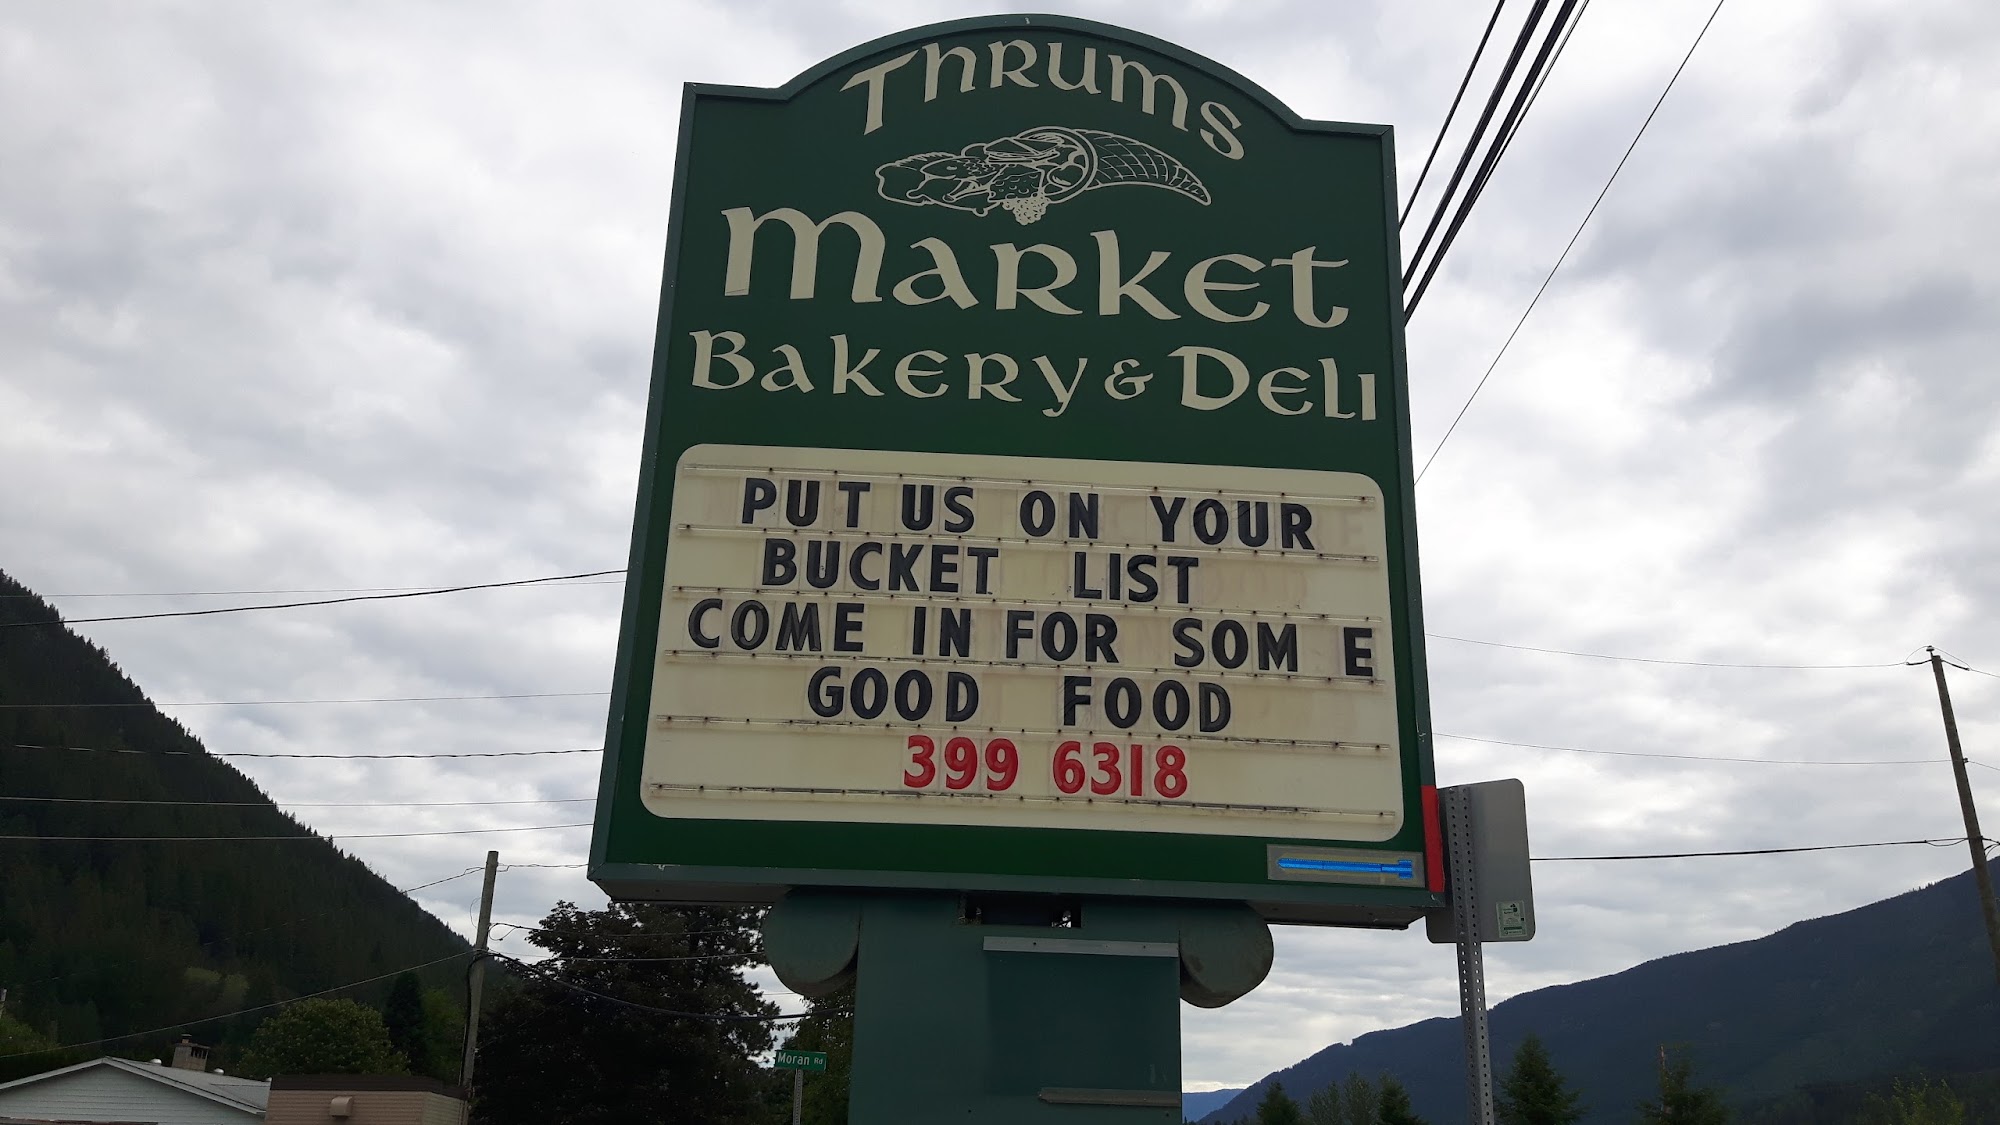 Thrums
Market
Bakery & Deli
PUT US ON YOUR
BUCKET LIST
COME IN FOR SOM E
GOOD FOOD
399 6318
Moran Rd